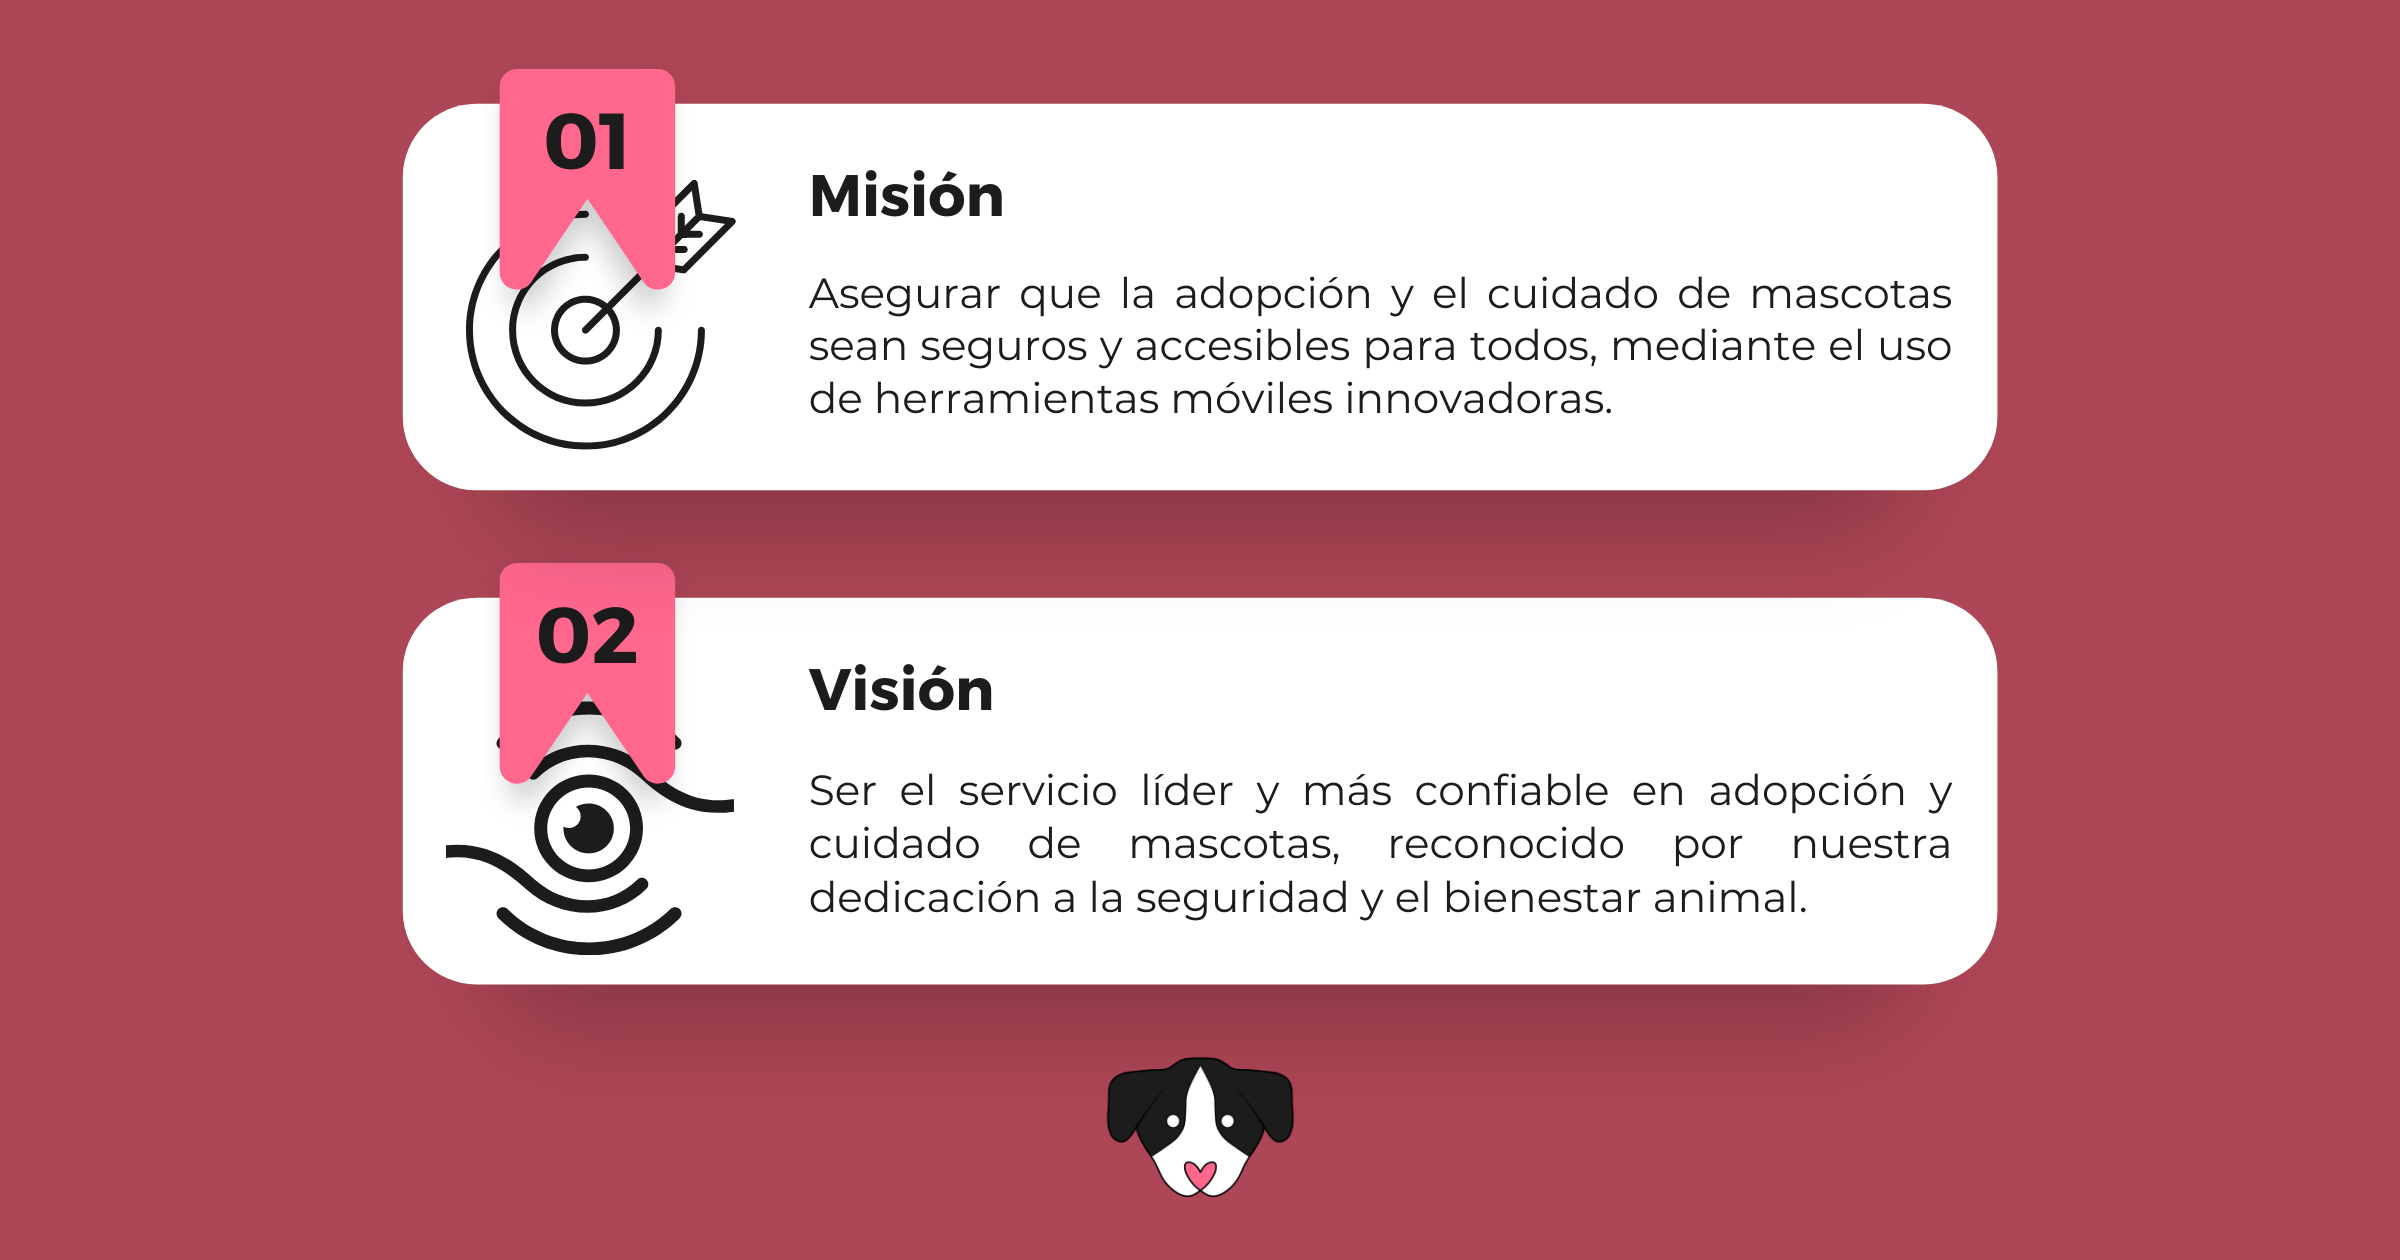 01
Misión
Asegurar que la adopción y el cuidado de mascotas
sean seguros y accesibles para todos, mediante el uso
de herramientas móviles innovadoras.
02
Visión
Ser el servicio líder y más confiable en adopción y
cuidado de mascotas, reconocido por nuestra
dedicación a la seguridad y el bienestar animal.